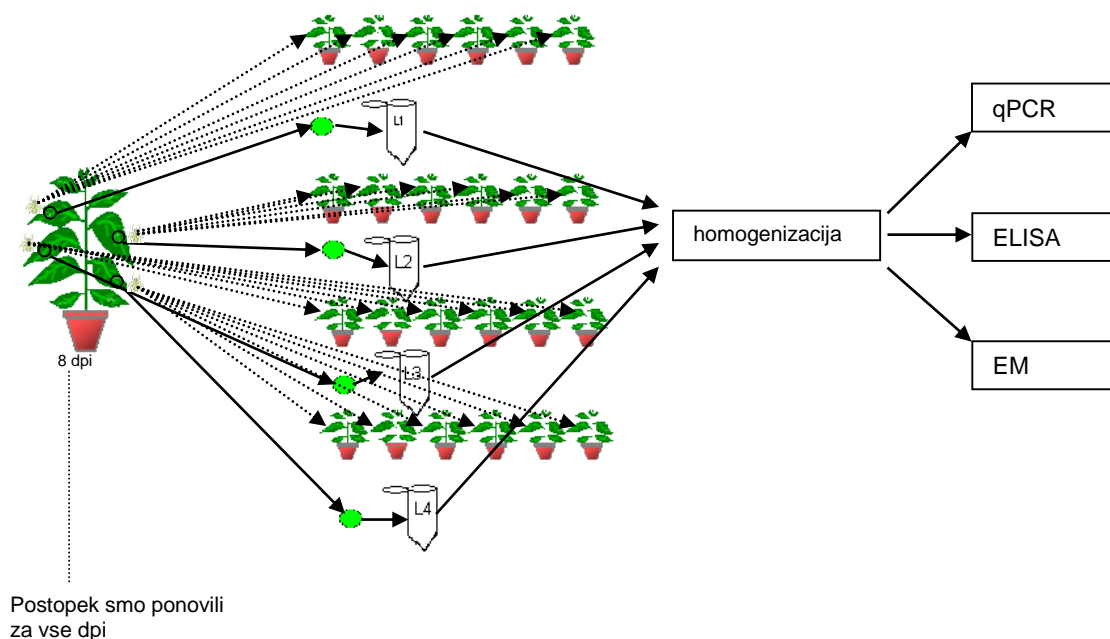 L1
qPCR
homogenizacija
ELISA
L2
8 dpi
L3
EM
L4
Postopek smo ponovili
za vse dpi